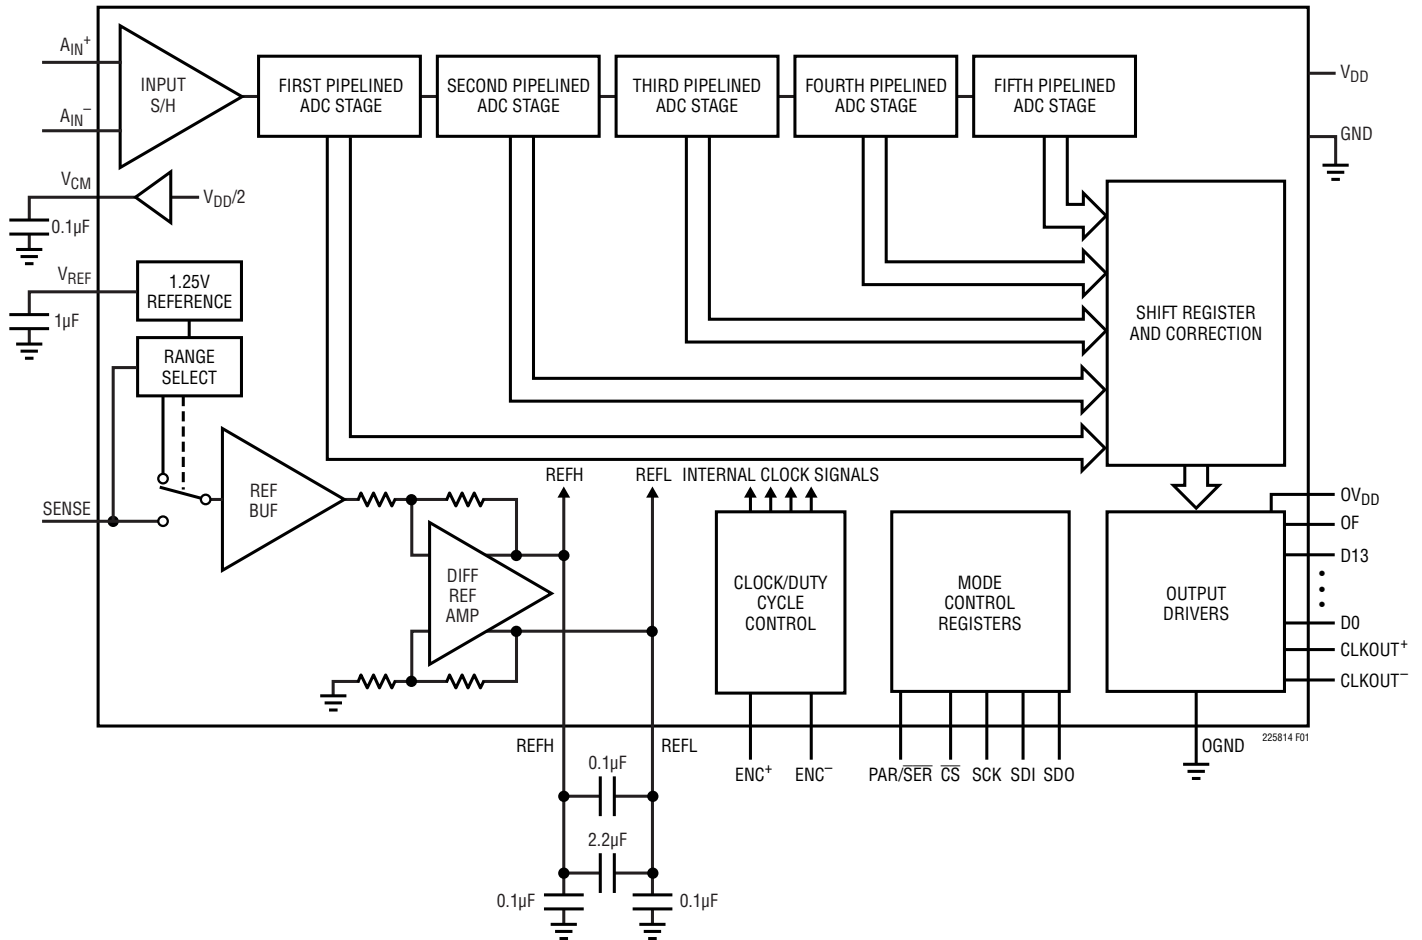 AIN+
AIN−
INPUT
S/H
FIRST PIPELINED
ADC STAGE
SECOND PIPELINED
ADC STAGE
THIRD PIPELINED
ADC STAGE
FOURTH PIPELINED
ADC STAGE
FIFTH PIPELINED
ADC STAGE
VDD
GND
VCM
VDD/2
0.1µF
VREF
1.25V
REFERENCE
1µF
RANGE
SELECT
SHIFT REGISTER
AND CORRECTION
SENSE
REF
BUF
REFH
REFL
INTERNAL CLOCK SIGNALS
DIFF
REF
AMP
CLOCK/DUTY
CYCLE
CONTROL
MODE
CONTROL
REGISTERS
OUTPUT
DRIVERS
OVDD
OF
D13
D0
CLKOUT+
CLKOUT−
REFH
REFL
ENC+
ENC−
PAR/SER
CS
SCK
SDI
SDO
OGND
225814 F01
0.1µF
2.2µF
0.1µF
0.1µF